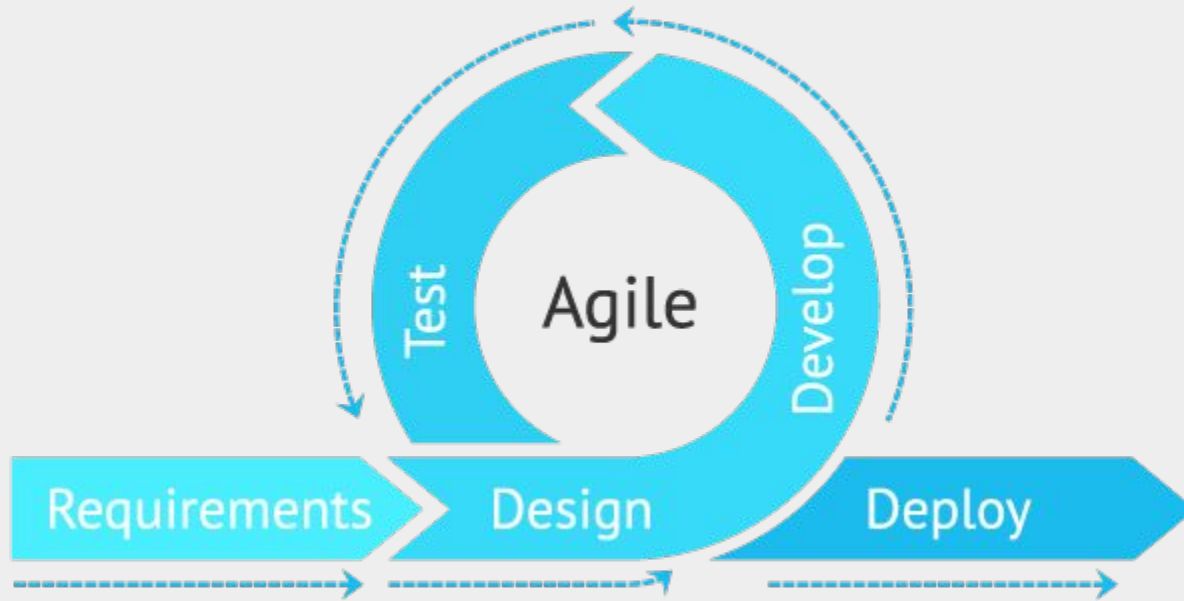 Agile
Test
Develop
Requirements
Design
Deploy